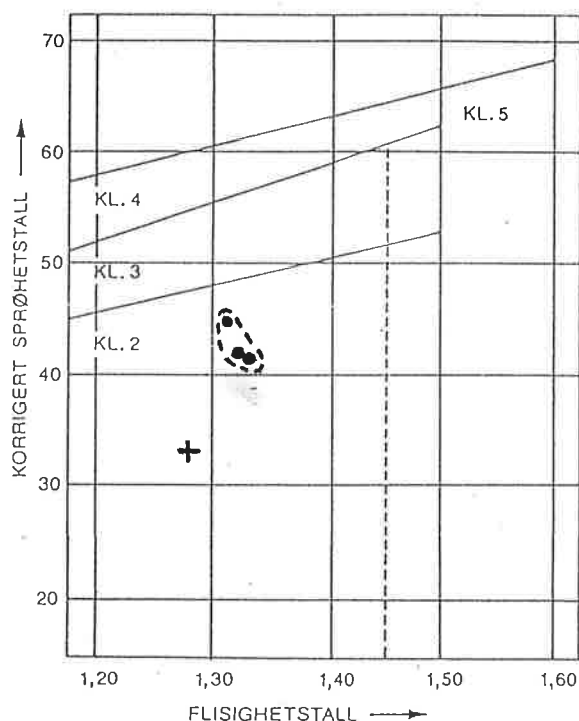 70
60
50
40
30
20
KORRIGERT SPRØHETSTALL
KL. 5
KL. 4
KL. 3
KL. 2
1,20
1,30
1,40
1,50
1,60
FLISIGHETSTALL